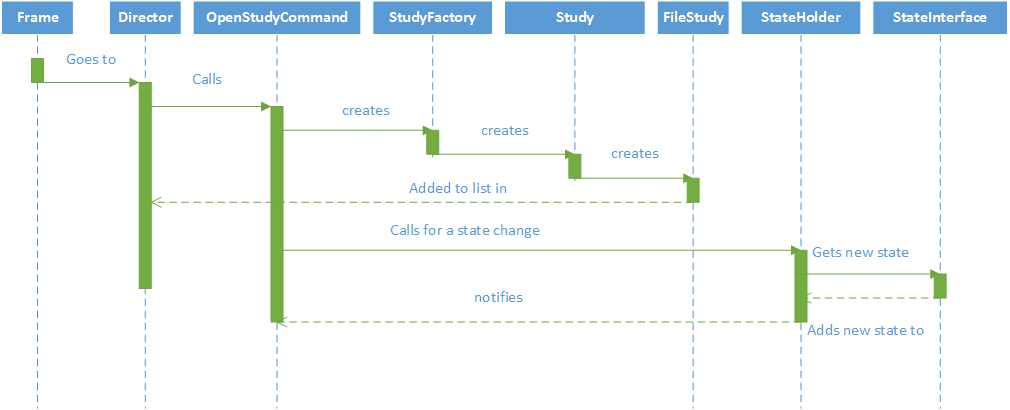 Frame
Director
OpenStudyCommand
StudyFactory
Study
FileStudy
StateHolder
StateInterface
Goes to
Calls
creates
creates
creates
Added to list in
Calls for a state change
Gets new state
notifies
Adds new state to